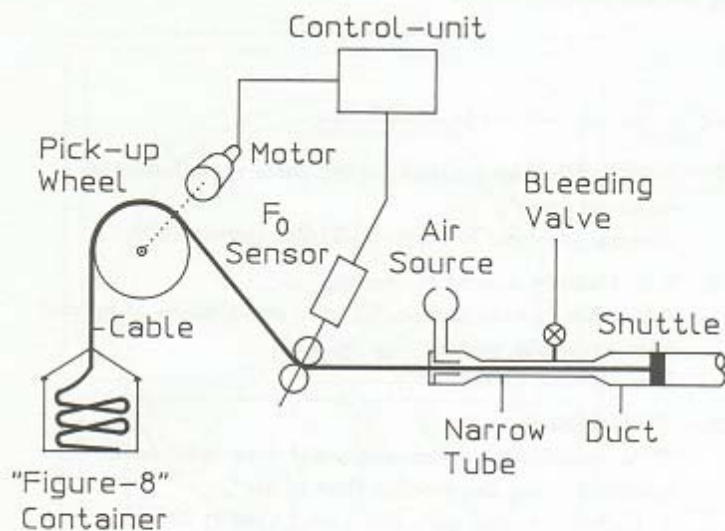 Control-unit
Pick-up
Wheel
Motor
F0
Sensor
Air
Source
Bleeding
Valve
Cable
Shuttle
Narrow
Tube
Duct
"Figure-8"
Container